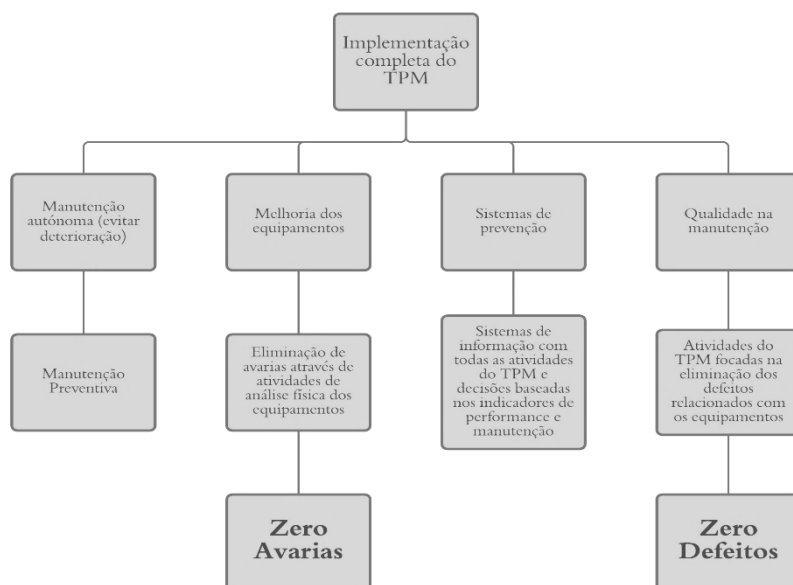 Implementação
completa do
TPM
Manutenção
autónoma (evitar
deterioração)
Melhoria dos
equipamentos
Sistemas de
prevenção
Qualidade na
manutenção
Manutenção
Preventiva
Eliminação de
avarias através de
atividades de
análise física dos
equipamentos
Sistemas de
informação com
todas as atividades
do TPM e
decisões baseadas
nos indicadores de
performance e
manutenção
Atividades do
TPM focadas na
eliminação dos
defeitos
relacionados com
os equipamentos
Zero
Avarias
Zero
Defeitos